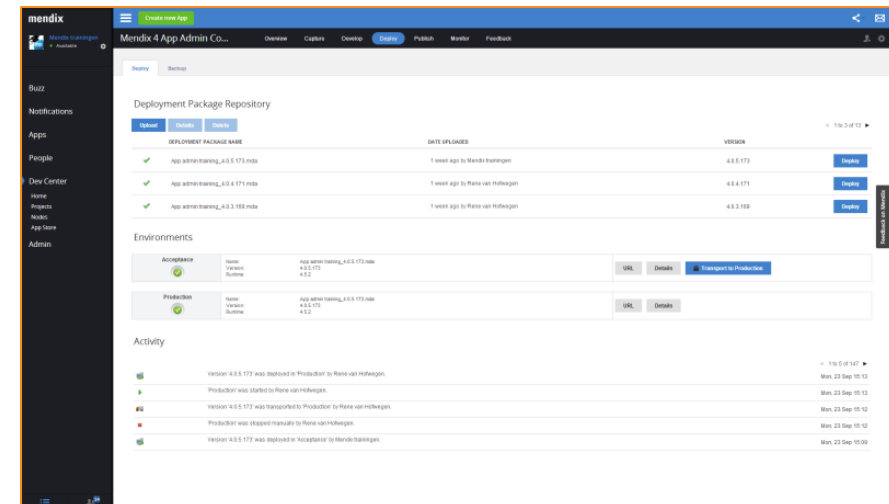 mendix
Create new App
Mendix trainingen
Available
Mendix 4 App Admin Co...
Overview Capture Develop Deploy Publish Monitor Feedback
Deploy Backup
Buzz
Notifications
Apps
People
Dev Center
Home
Projects
Nodes
App Store
Admin
Deployment Package Repository
Upload Details Delete
1 to 3 of 13
DEPLOYMENT PACKAGE NAME DATE UPLOADED VERSION
App admin training_4.0.5.173.mda 1 week ago by Mendix trainingen 4.0.5.173 Deploy
App admin training_4.0.4.171.mda 1 week ago by Rene van Hofwegen 4.0.4.171 Deploy
App admin training_4.0.3.169.mda 1 week ago by Rene van Hofwegen 4.0.3.169 Deploy
Feedback on Mendix
Environments
Acceptance
Name: App admin training_4.0.5.173.mda
Version: 4.0.5.173
Runtime: 4.5.2
URL Details Transport to Production
Production
Name: App admin training_4.0.5.173.mda
Version: 4.0.5.173
Runtime: 4.5.2
URL Details
Activity
1 to 5 of 147
Version '4.0.5.173' was deployed in 'Production' by Rene van Hofwegen. Mon, 23 Sep 15:13
'Production' was started by Rene van Hofwegen. Mon, 23 Sep 15:13
Version '4.0.5.173' was transported to 'Production' by Rene van Hofwegen. Mon, 23 Sep 15:12
'Production' was stopped manually by Rene van Hofwegen. Mon, 23 Sep 15:12
Version '4.0.5.173' was deployed in 'Acceptance' by Mendix trainingen. Mon, 23 Sep 15:09